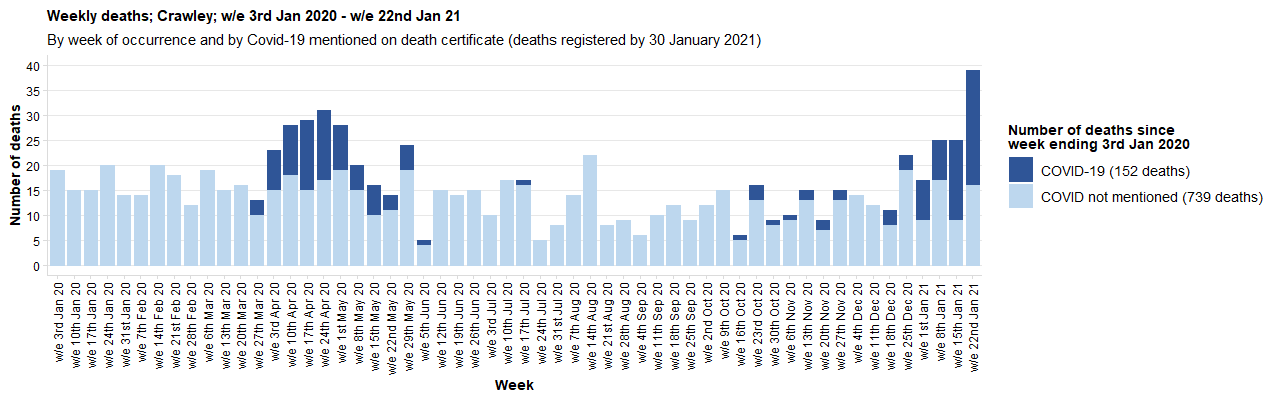 Weekly deaths; Crawley; w/e 3rd Jan 2020 - w/e 22nd Jan 21
By week of occurrence and by Covid-19 mentioned on death certificate (deaths registered by 30 January 2021)
Number of deaths
40
35
30
25
20
15
10
5
0
w/e 3rd Jan 20
w/e 10th Jan 20
w/e 17th Jan 20
w/e 24th Jan 20
w/e 31st Jan 20
w/e 7th Feb 20
w/e 14th Feb 20
w/e 21st Feb 20
w/e 28th Feb 20
w/e 6th Mar 20
w/e 13th Mar 20
w/e 20th Mar 20
w/e 27th Mar 20
w/e 3rd Apr 20
w/e 10th Apr 20
w/e 17th Apr 20
w/e 24th Apr 20
w/e 1st May 20
w/e 8th May 20
w/e 15th May 20
w/e 22nd May 20
w/e 29th May 20
w/e 5th Jun 20
w/e 12th Jun 20
w/e 19th Jun 20
w/e 26th Jun 20
w/e 3rd Jul 20
w/e 10th Jul 20
w/e 17th Jul 20
w/e 24th Jul 20
w/e 31st Jul 20
w/e 7th Aug 20
w/e 14th Aug 20
w/e 21st Aug 20
w/e 28th Aug 20
w/e 4th Sep 20
w/e 11th Sep 20
w/e 18th Sep 20
w/e 25th Sep 20
w/e 2nd Oct 20
w/e 9th Oct 20
w/e 16th Oct 20
w/e 23rd Oct 20
w/e 30th Oct 20
w/e 6th Nov 20
w/e 13th Nov 20
w/e 20th Nov 20
w/e 27th Nov 20
w/e 4th Dec 20
w/e 11th Dec 20
w/e 18th Dec 20
w/e 25th Dec 20
w/e 1st Jan 21
w/e 8th Jan 21
w/e 15th Jan 21
w/e 22nd Jan 21
Week
Number of deaths since
week ending 3rd Jan 2020
COVID-19 (152 deaths)
COVID not mentioned (739 deaths)